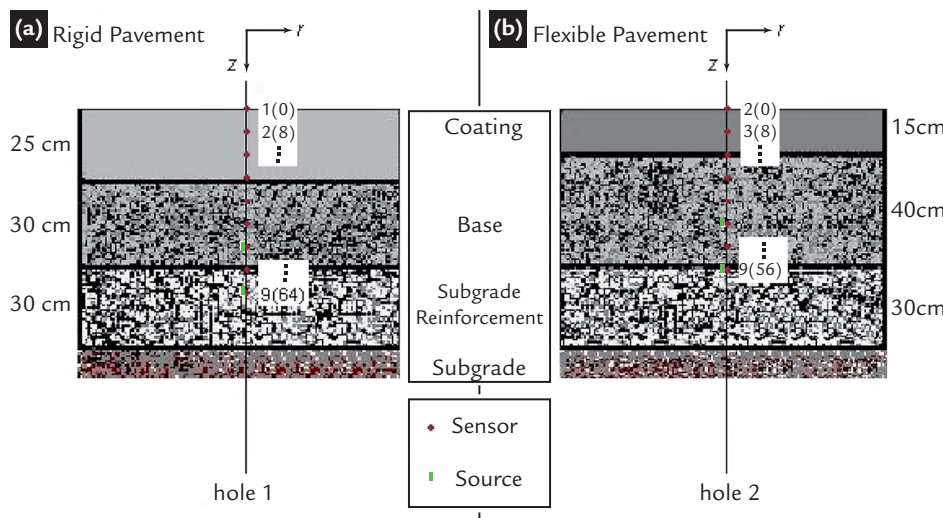 (a) Rigid Pavement
r
z
1(0)
2(8)
25 cm
30 cm
30 cm
9(64)
hole 1
Coating
Base
Subgrade
Reinforcement
Subgrade
Sensor
Source
(b) Flexible Pavement
r
z
2(0)
3(8)
15cm
40cm
9(56)
30cm
hole 2